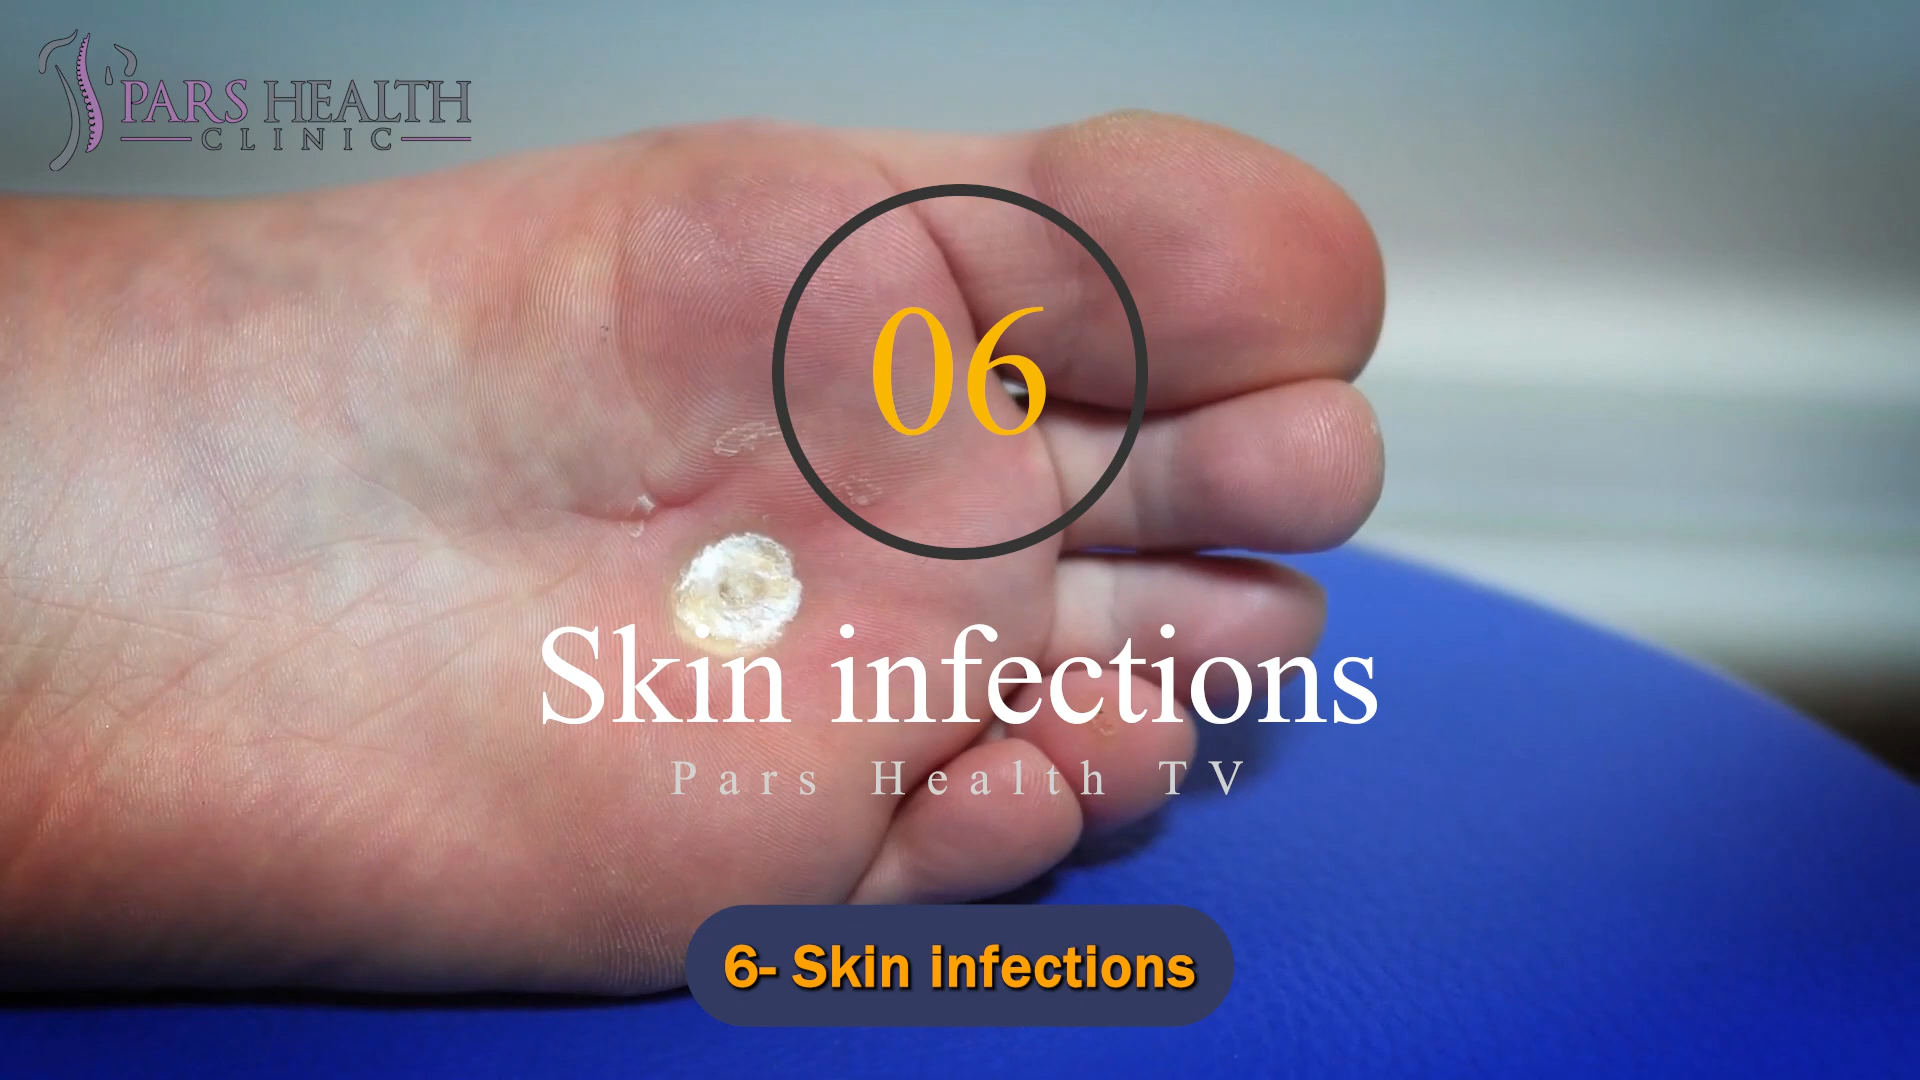 PARS HEALTH
CLINIC
06
Skin infections
Pars Health TV
6- Skin infections